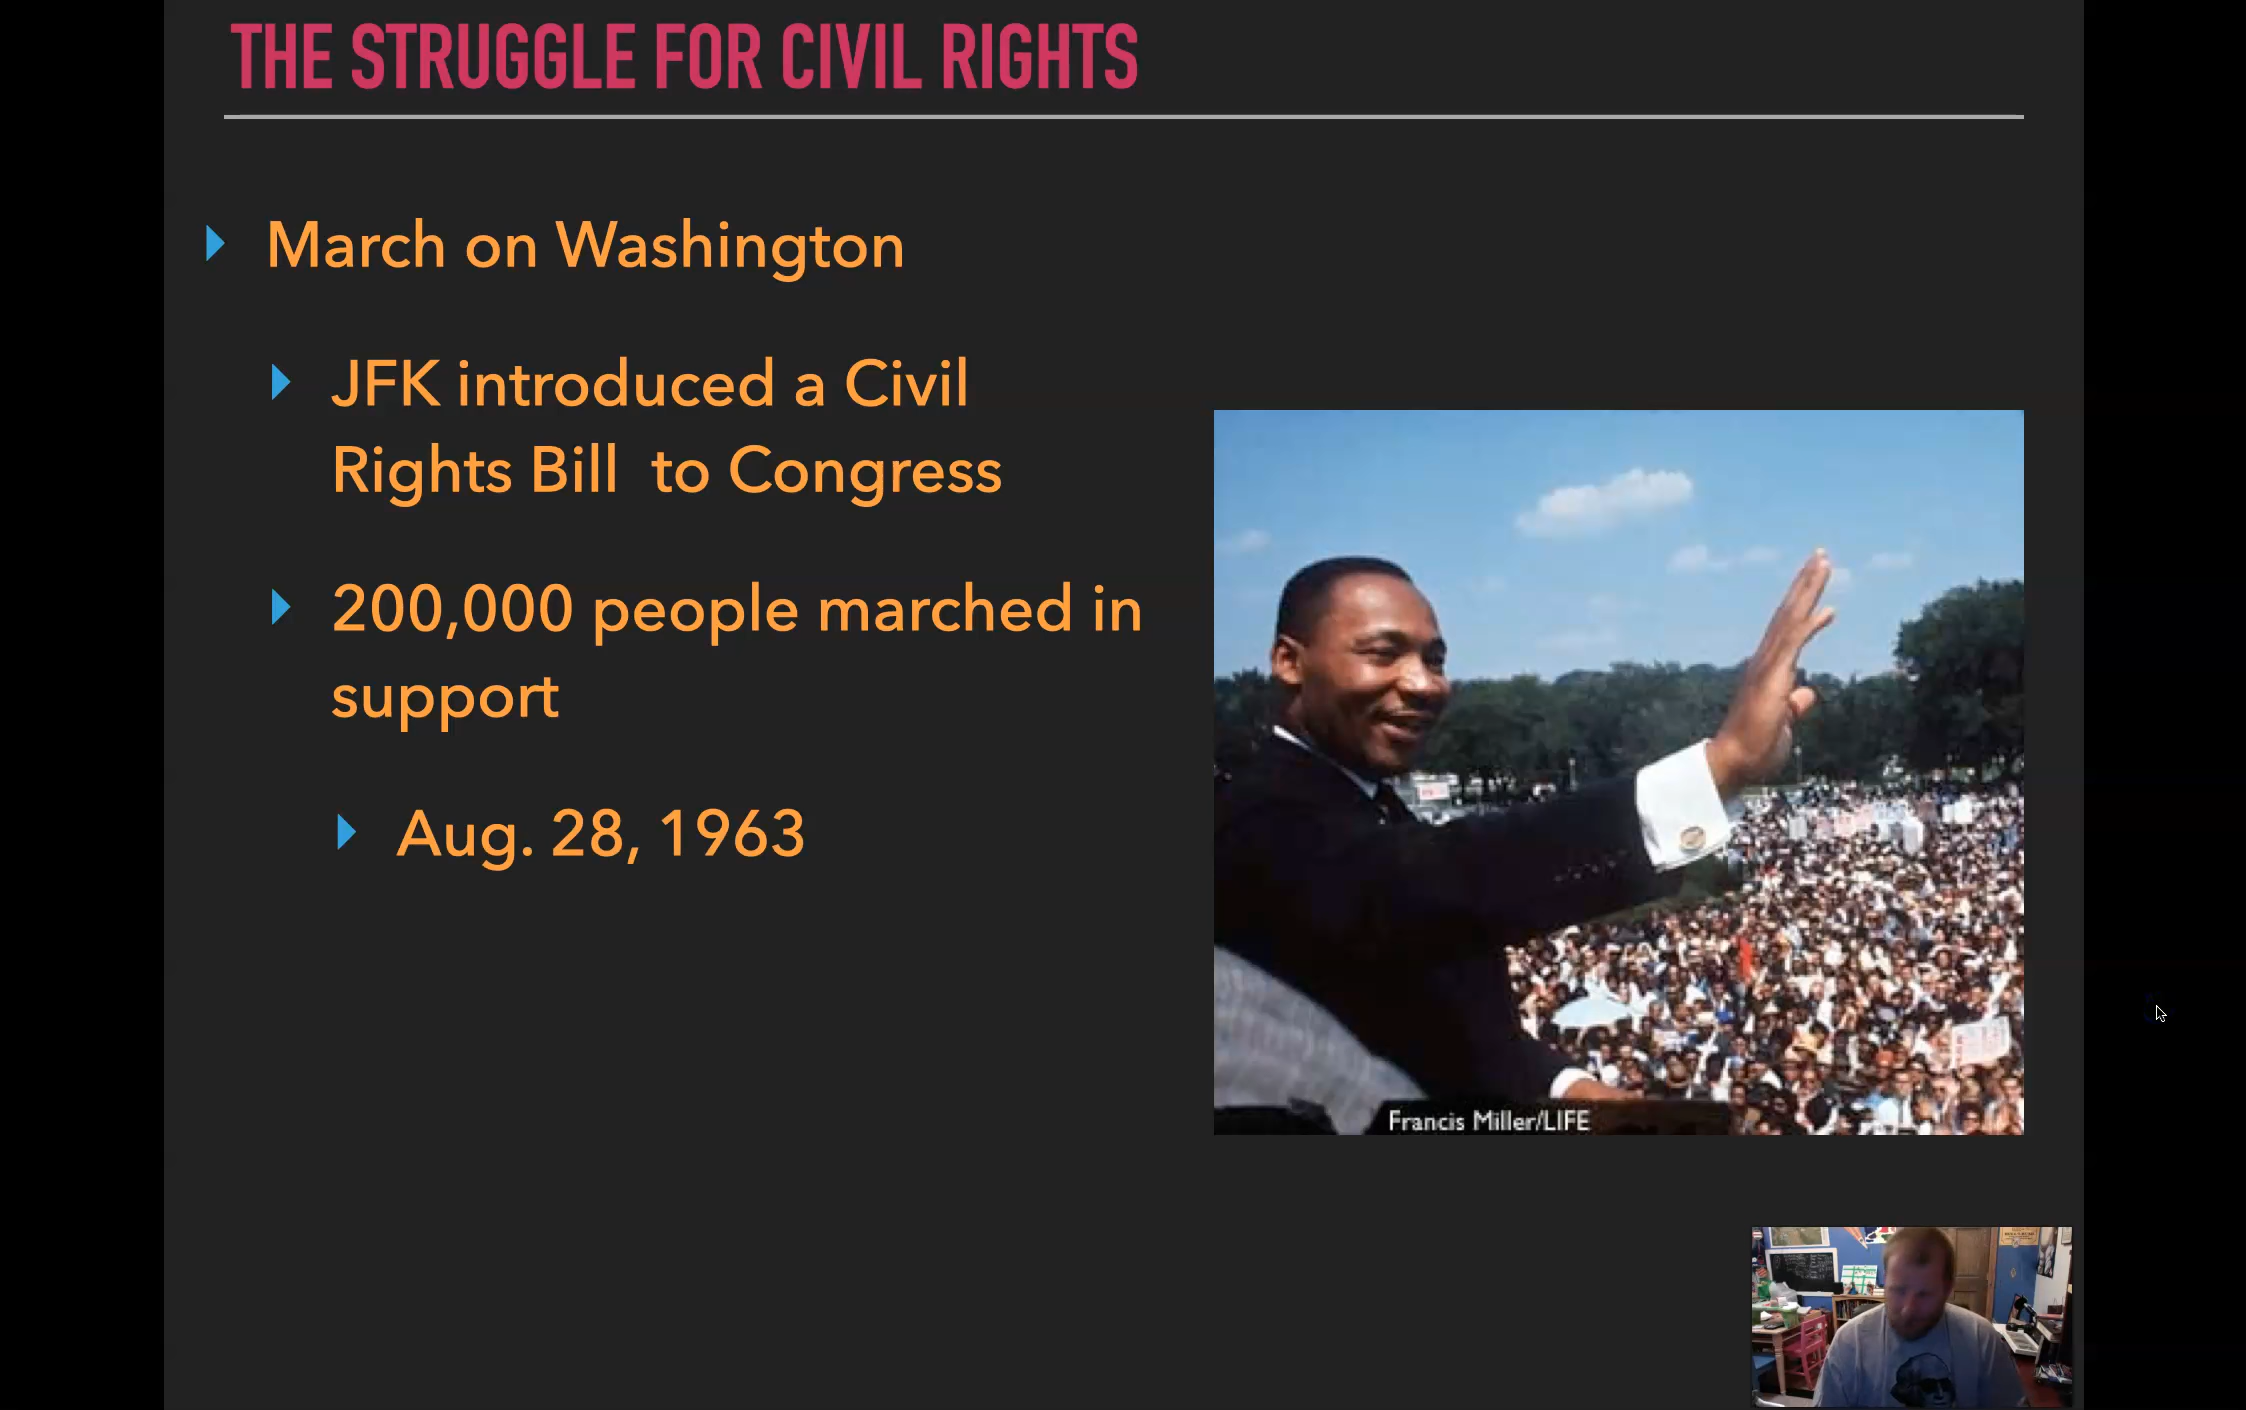 THE STRUGGLE FOR CIVIL RIGHTS
March on Washington
JFK introduced a Civil
Rights Bill  to Congress
200,000 people marched in
support
Aug. 28, 1963
Francis Miller/LIFE